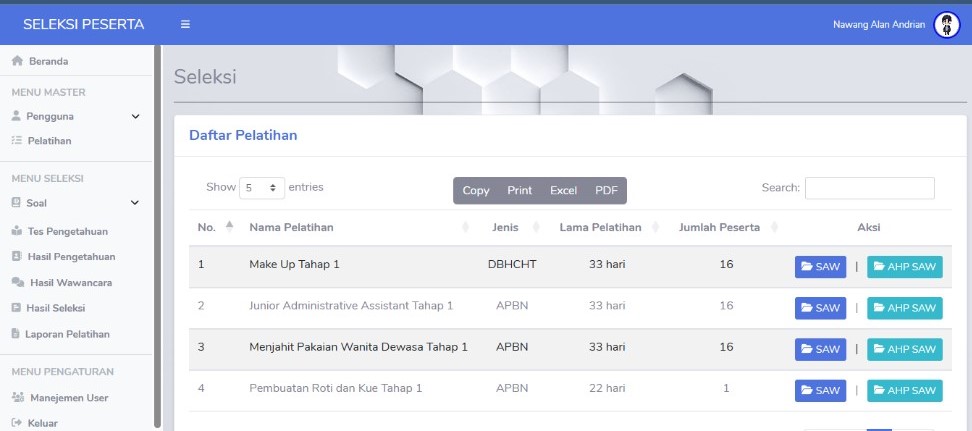 SELEKSI PESERTA
Nawang Alan Andrian
Beranda
MENU MASTER
Pengguna
Pelatihan
MENU SELEKSI
Soal
Tes Pengetahuan
Hasil Pengetahuan
Hasil Wawancara
Hasil Seleksi
Laporan Pelatihan
MENU PENGATURAN
Manejemen User
Keluar
Seleksi
Daftar Pelatihan
Show 5 entries
Copy Print Excel PDF
Search:
No. Nama Pelatihan Jenis Lama Pelatihan Jumlah Peserta Aksi
1 Make Up Tahap 1 DBHCHT 33 hari 16 SAW | AHP SAW
2 Junior Administrative Assistant Tahap 1 APBN 33 hari 16 SAW | AHP SAW
3 Menjahit Pakaian Wanita Dewasa Tahap 1 APBN 33 hari 16 SAW | AHP SAW
4 Pembuatan Roti dan Kue Tahap 1 APBN 22 hari 1 SAW | AHP SAW